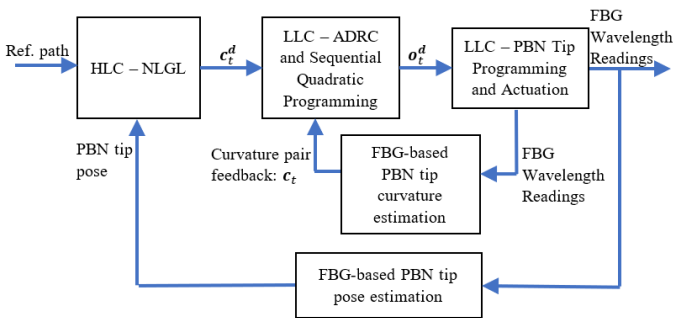 Ref. path
HLC – NLGL
c_t^d
LLC – ADRC
and Sequential
Quadratic
Programming
o_t^d
LLC – PBN Tip
Programming
and Actuation
FBG
Wavelength
Readings
PBN tip
pose
Curvature pair
feedback: c_t
FBG-based
PBN tip
curvature
estimation
FBG
Wavelength
Readings
FBG-based PBN tip
pose estimation